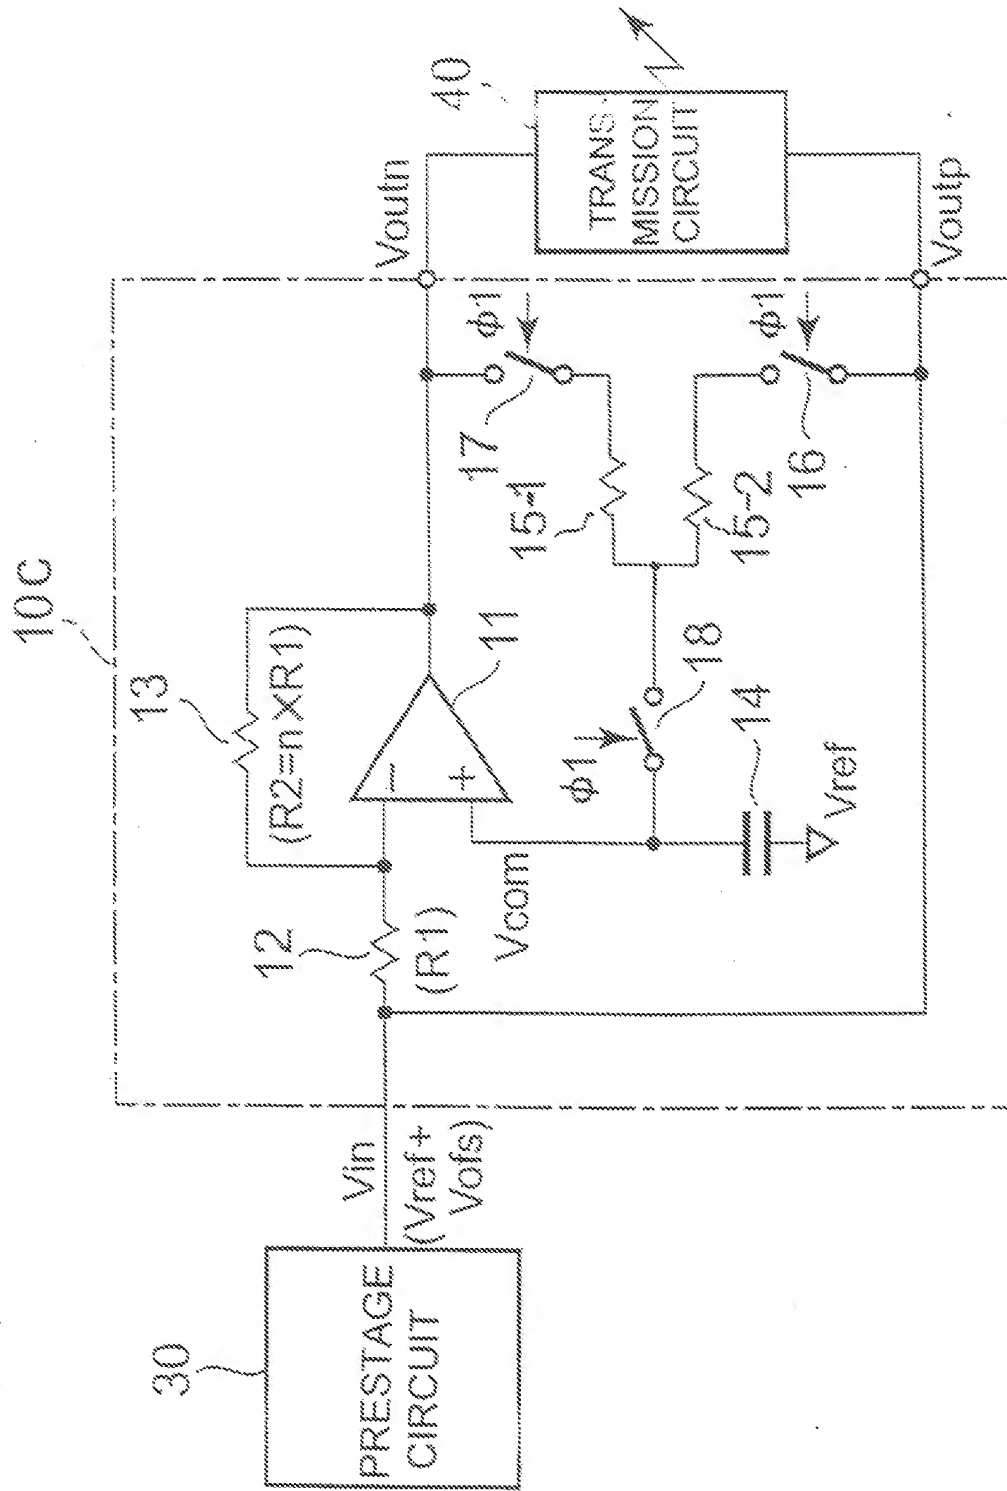 10C
13
(R2=n×R1)
12
(R1)
11
Vcom
ϕ1
18
14
Vref
17
ϕ1
15-1
15-2
16
ϕ1
Voutn
Voutp
40
TRANS-
MISSION
CIRCUIT
30
PRESTAGE
CIRCUIT
Vin
(Vref+
Vofs)
−
+